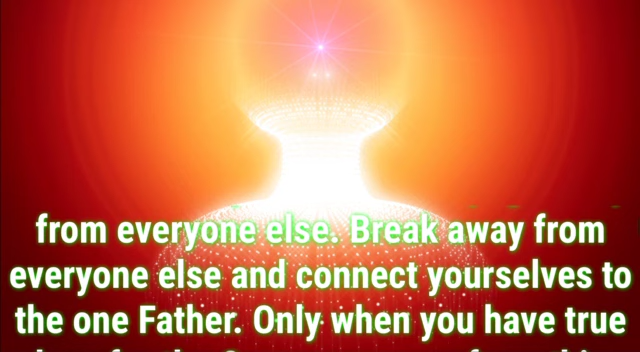 from everyone else. Break away from
everyone else and connect yourselves to
the one Father. Only when you have true